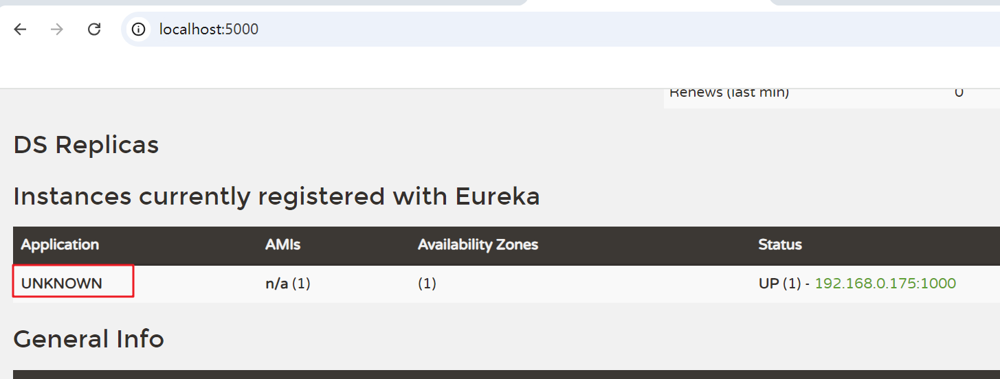 localhost:5000
Renews (last min) 0
DS Replicas
Instances currently registered with Eureka
Application AMIs Availability Zones Status
UNKNOWN n/a (1) (1) UP (1) - 192.168.0.175:1000
General Info